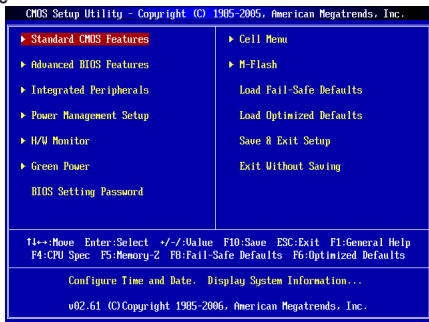 CMOS Setup Utility - Copyright (C) 1985-2005, American Megatrends, Inc.
▶ Standard CMOS Features
▶ Advanced BIOS Features
▶ Integrated Peripherals
▶ Power Management Setup
▶ H/W Monitor
▶ Green Power
BIOS Setting Password
▶ Cell Menu
▶ M-Flash
Load Fail-Safe Defaults
Load Optimized Defaults
Save & Exit Setup
Exit Without Saving
↑↓←→:Move Enter:Select +/-/:Value F10:Save ESC:Exit F1:General Help
F4:CPU Spec F5:Memory-Z F8:Fail-Safe Defaults F6:Optimized Defaults
Configure Time and Date. Display System Information...
v02.61 (C)Copyright 1985-2006, American Megatrends, Inc.